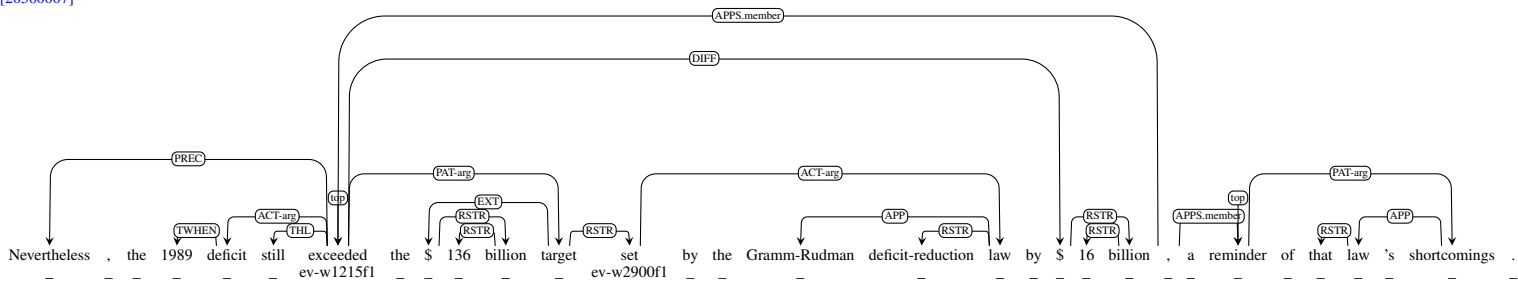 [20560007]
APPS.member
DIFF
PREC
PAT-arg ACT-arg PAT-arg
top EXT top
ACT-arg RSTR APP RSTR APPS.member APP
TWHEN THL RSTR RSTR RSTR RSTR RSTR
Nevertheless , the 1989 deficit still exceeded the $ 136 billion target set by the Gramm-Rudman deficit-reduction law by $ 16 billion , a reminder of that law 's shortcomings .
_ _ _ _ _ _ ev-w1215f1 _ _ _ _ _ ev-w2900f1 _ _ _ _ _ _ _ _ _ _ _ _ _ _ _ _ _ _